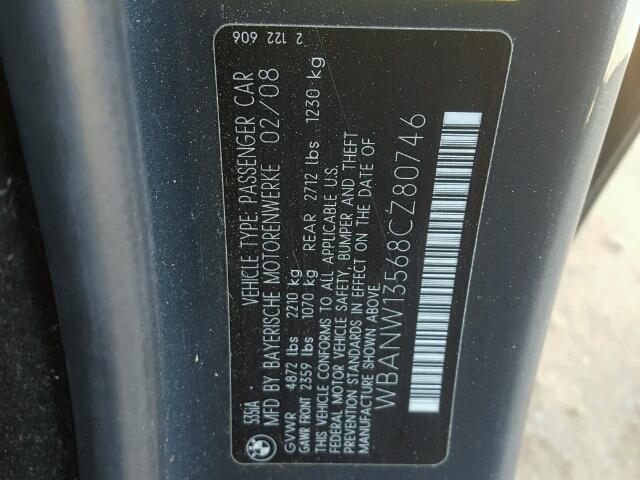 535IA VEHICLE TYPE: PASSENGER CAR 2 122 606
MFD BY BAYERISCHE MOTORENWERKE 02/08
GVWR 4872 lbs 2210 kg
GAWR FRONT 2359 lbs 1070 kg REAR 2712 lbs 1230 kg
THIS VEHICLE CONFORMS TO ALL APPLICABLE U.S.
FEDERAL MOTOR VEHICLE SAFETY, BUMPER AND THEFT
PREVENTION STANDARDS IN EFFECT ON THE DATE OF
MANUFACTURE SHOWN ABOVE.
WBANW13568CZ80746